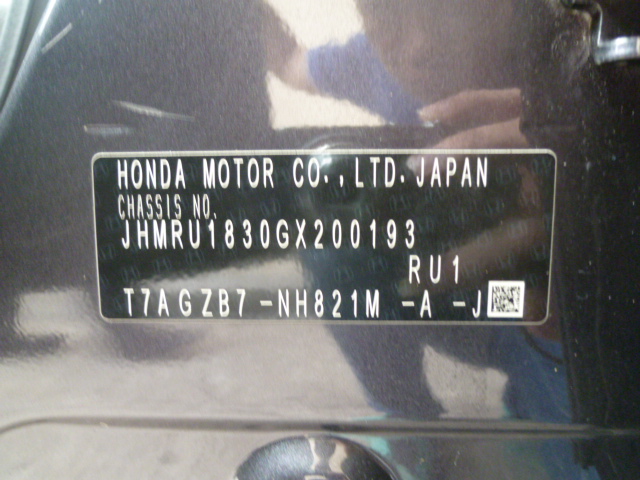 HONDA MOTOR CO.,LTD.JAPAN
CHASSIS NO.
JHMRU1830GX200193
RU1
T7AGZB7-NH821M -A -J